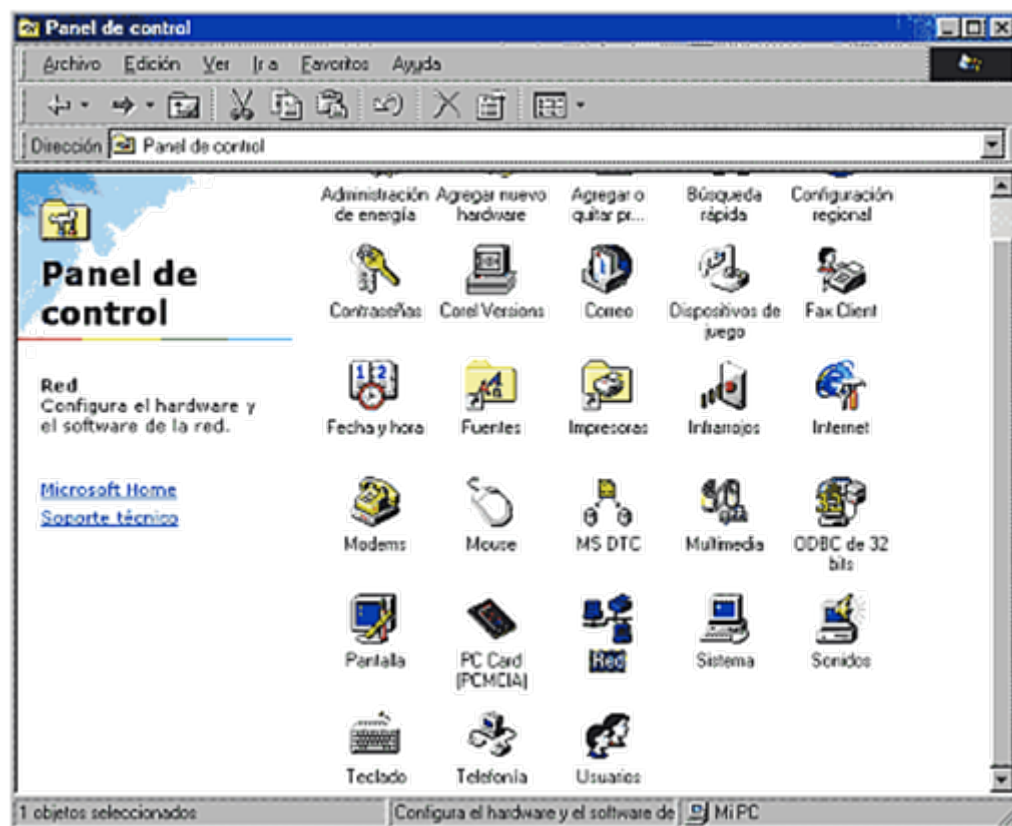 Panel de control
Archivo Edición Ver Ir a Favoritos Ayuda
Dirección Panel de control
Panel de
control
Red
Configura el hardware y
el software de la red.
Microsoft Home
Soporte técnico
Administración Agregar nuevo Agregar o Búsqueda Configuración
de energía hardware quitar pr... rápida regional
Contraseñas Corel Versions Correo Dispositivos de Fax Client
juego
Fecha y hora Fuentes Impresoras Infrarrojos Internet
Modems Mouse MS DTC Multimedia ODBC de 32
bits
Pantalla PC Card Red Sistema Sonidos
(PCMCIA)
Teclado Telefonía Usuarios
1 objetos seleccionados Configura el hardware y el software de Mi PC